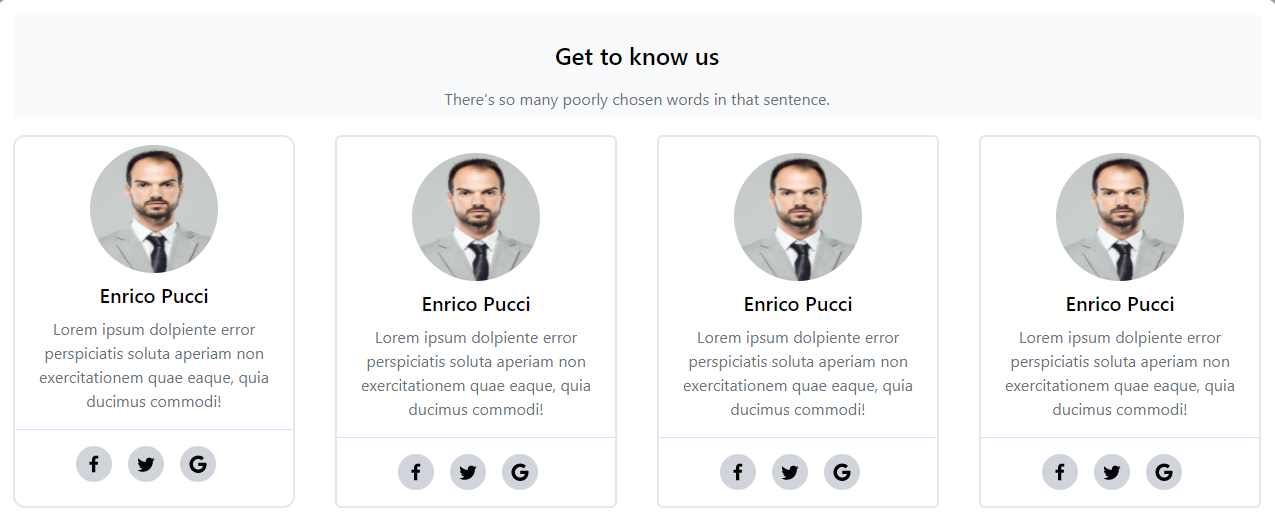 Get to know us
There's so many poorly chosen words in that sentence.
Enrico Pucci
Lorem ipsum dolpiente error
perspiciatis soluta aperiam non
exercitationem quae eaque, quia
ducimus commodi!
Enrico Pucci
Lorem ipsum dolpiente error
perspiciatis soluta aperiam non
exercitationem quae eaque, quia
ducimus commodi!
Enrico Pucci
Lorem ipsum dolpiente error
perspiciatis soluta aperiam non
exercitationem quae eaque, quia
ducimus commodi!
Enrico Pucci
Lorem ipsum dolpiente error
perspiciatis soluta aperiam non
exercitationem quae eaque, quia
ducimus commodi!